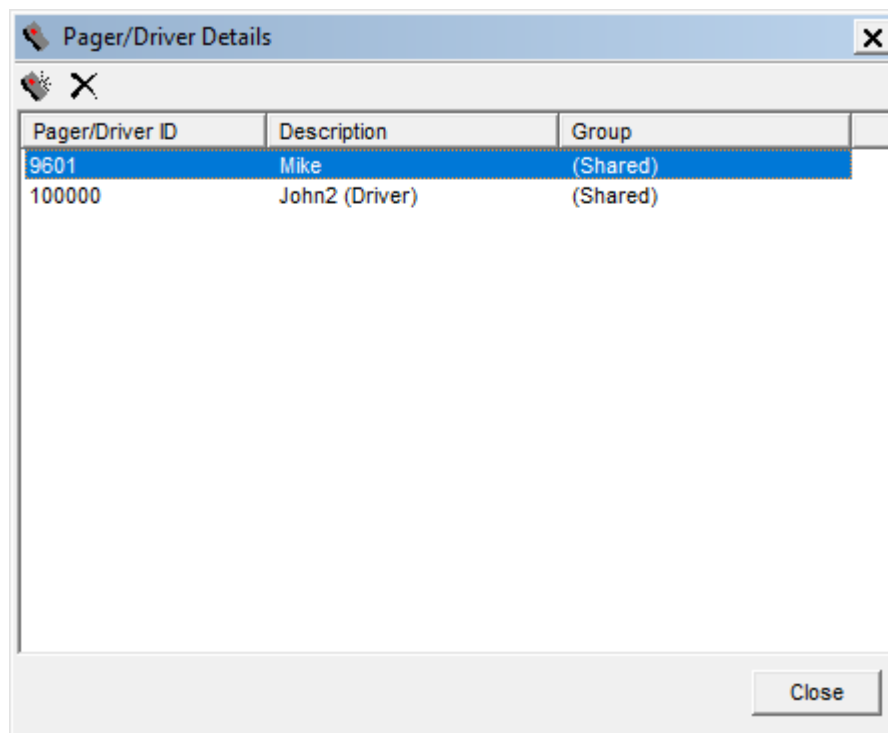 Pager/Driver Details
Pager/Driver ID Description Group
9601 Mike (Shared)
100000 John2 (Driver) (Shared)
Close